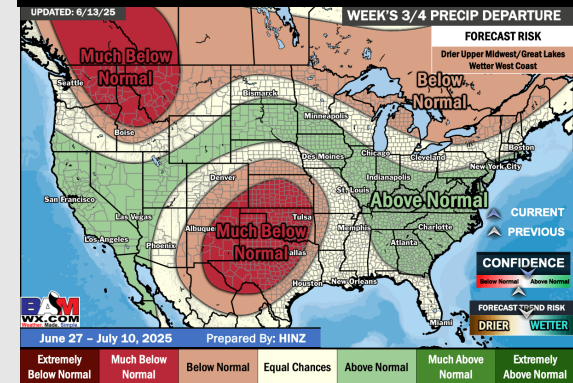 UPDATED: 6/13/25
WEEK'S 3/4 PRECIP DEPARTURE
FORECAST RISK
Drier Upper Midwest/Great Lakes
Wetter West Coast
Much Below
Normal
Below
Normal
Seattle
Bismarck
Minneapolis
Boise
Boston
Des Moines
Chicago
Cleveland
New York City
Denver
Indianapolis
St. Louis
Above Normal
San Francisco
Las Vegas
Albuque
Tulsa
CURRENT
Much Below
Normal
Memphis
Charlotte
PREVIOUS
Los Angeles
Phoenix
allas
Atlanta
CONFIDENCE
Below Normal
Above Normal
Houston
New Orleans
Miami
FORECAST TREND RISK
DRIER
WETTER
BAM
WX.COM
Weather. Made. Simple.
June 27 – July 10, 2025
Prepared By: HINZ
Extremely
Below Normal
Much Below
Normal
Below Normal
Equal Chances
Above Normal
Much Above
Normal
Extremely
Above Normal